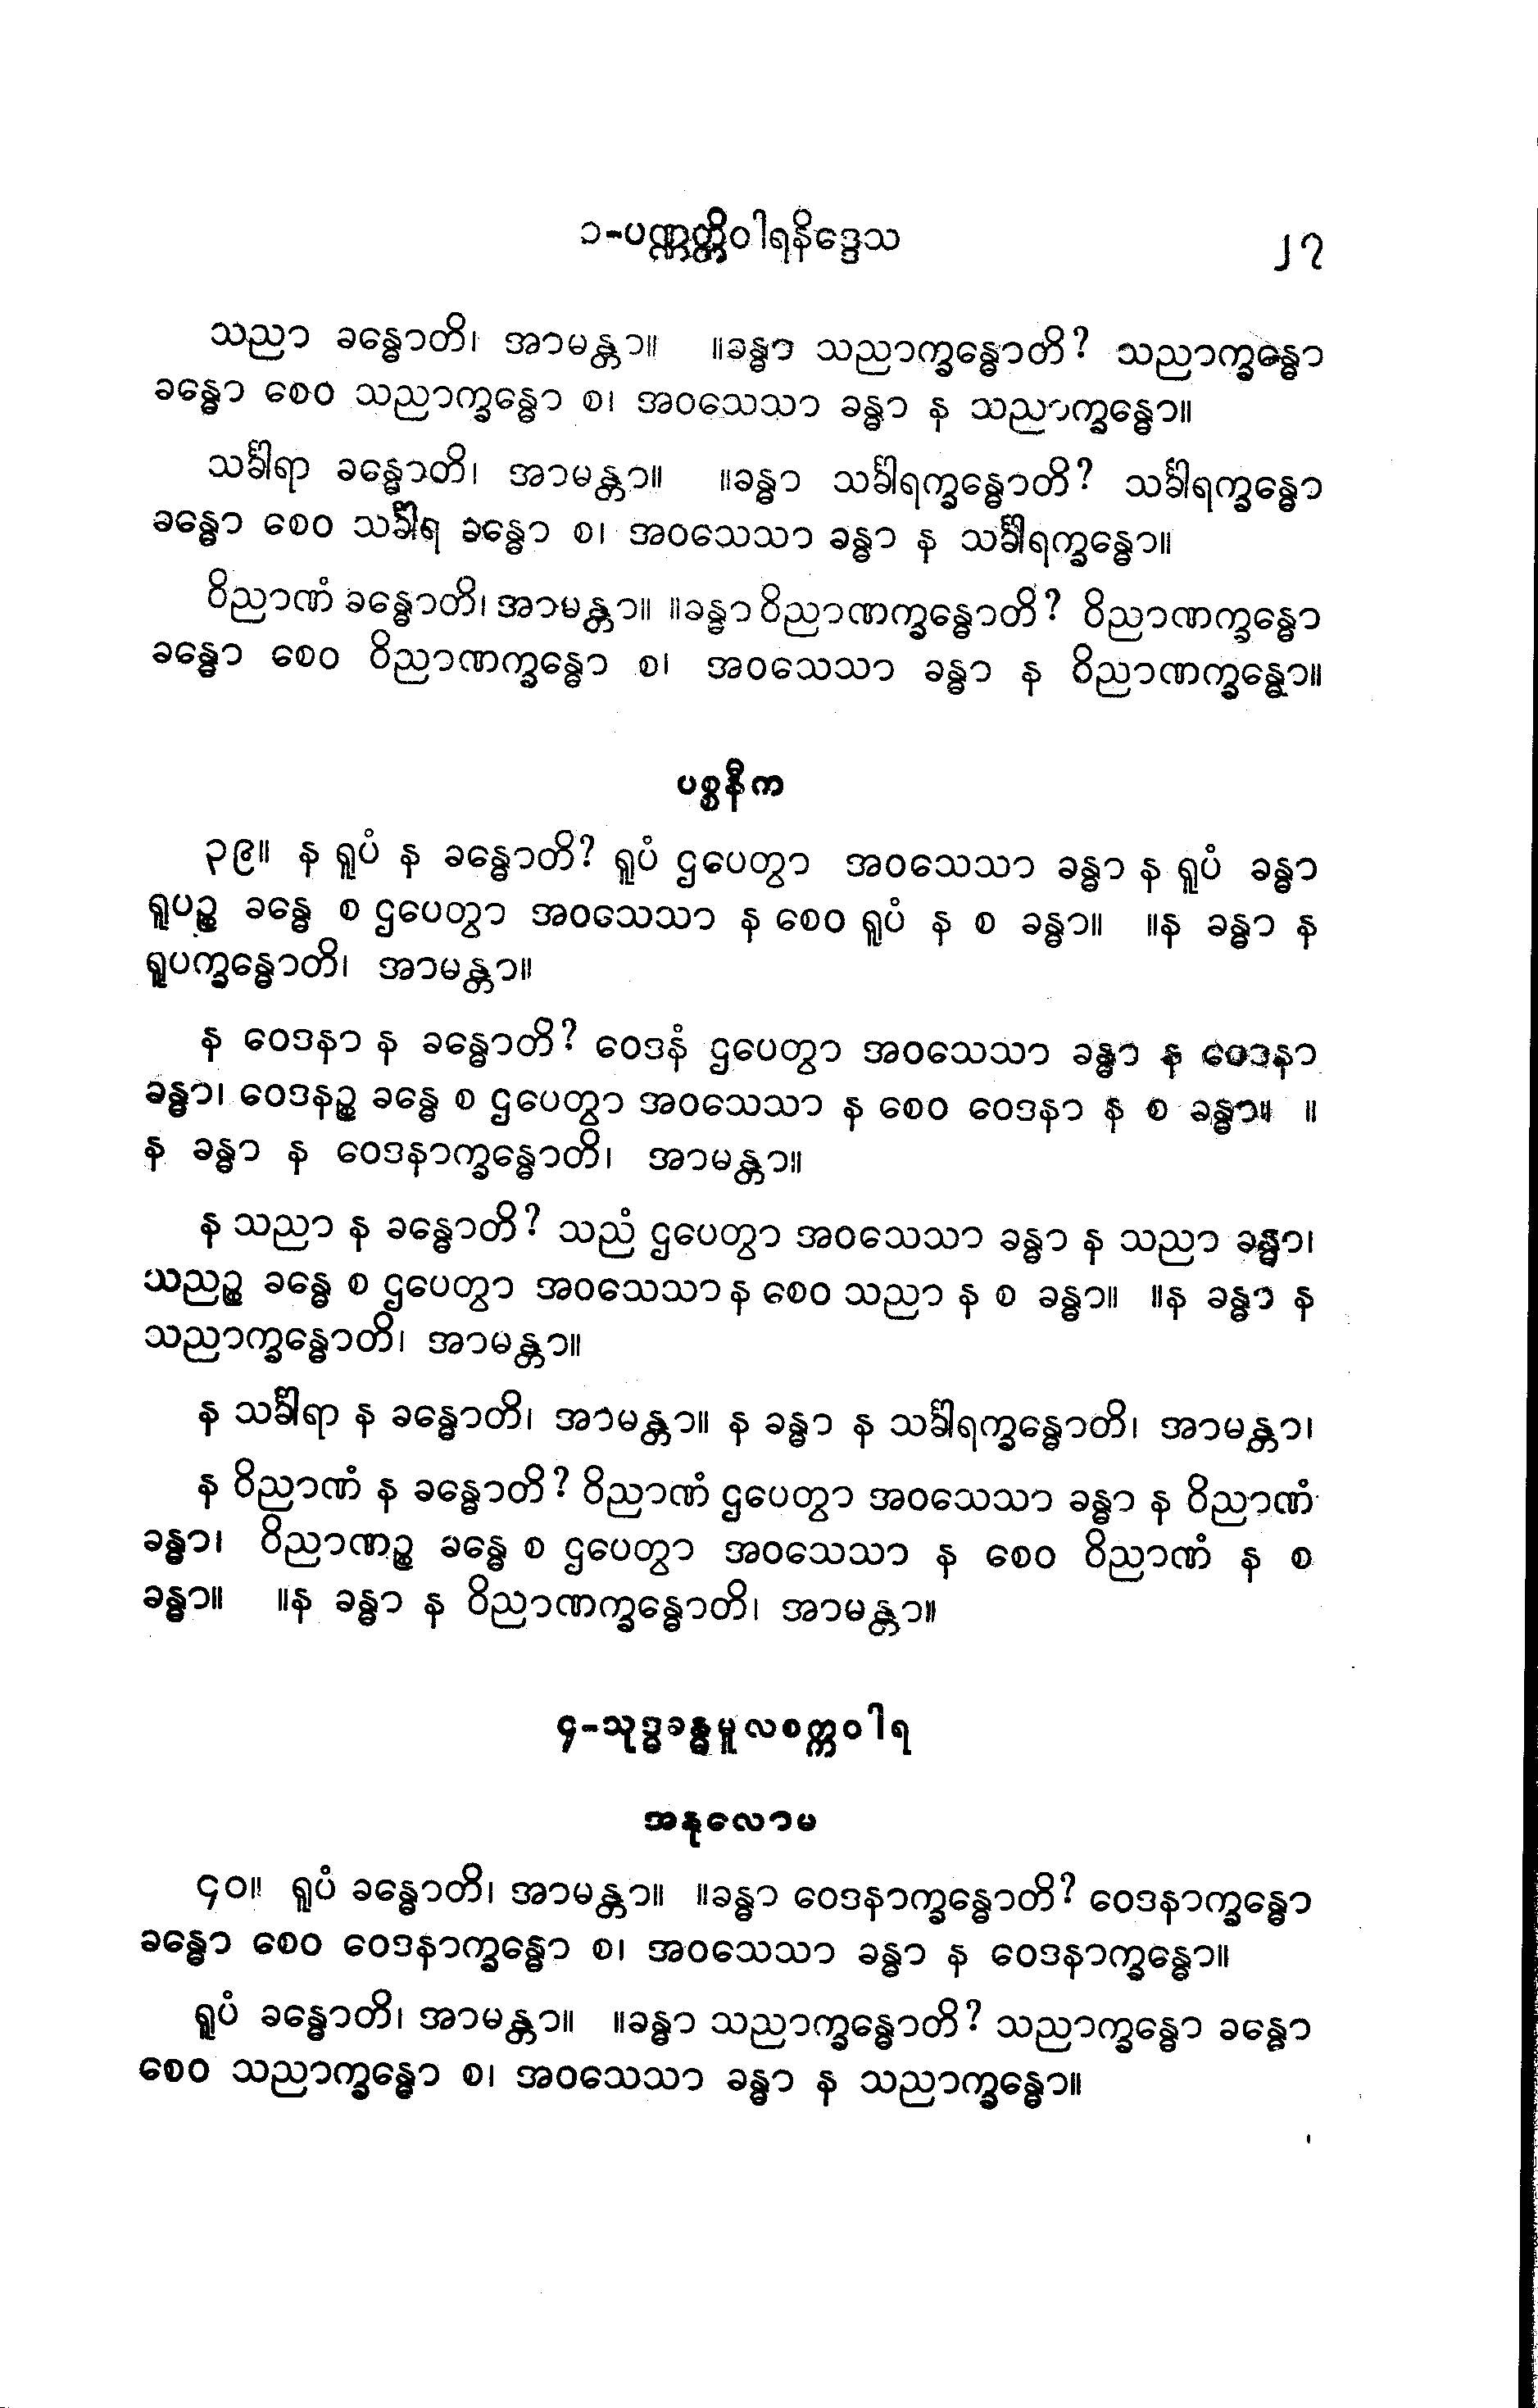 ၁-ပဏ္ဏတ္တိဝါရနိဒ္ဒေသ ၂၇
သညာ ခန္ဓောတိ၊ အာမန္တာ။ ။ခန္ဓာ သညာက္ခန္ဓောတိ? သညာက္ခန္ဓော
ခန္ဓော စေဝ သညာက္ခန္ဓော စ၊ အဝသေသာ ခန္ဓာ န သညာက္ခန္ဓော။
သင်္ခါရာ ခန္ဓောတိ၊ အာမန္တာ။ ။ခန္ဓာ သင်္ခါရက္ခန္ဓောတိ? သင်္ခါရက္ခန္ဓော
ခန္ဓော စေဝ သင်္ခါရ ခန္ဓော စ၊ အဝသေသာ ခန္ဓာ န သင်္ခါရက္ခန္ဓော။
ဝိညာဏံ ခန္ဓောတိ၊ အာမန္တာ။ ။ခန္ဓာ ဝိညာဏက္ခန္ဓောတိ? ဝိညာဏက္ခန္ဓော
ခန္ဓော စေဝ ဝိညာဏက္ခန္ဓော စ၊ အဝသေသာ ခန္ဓာ န ဝိညာဏက္ခန္ဓော။
ပစ္စနီက
၃၉။ န ရူပံ န ခန္ဓောတိ? ရူပံ ဌပေတွာ အဝသေသာ ခန္ဓာ န ရူပံ ခန္ဓာ
ရူပဉ္စ ခန္ဓေ စ ဌပေတွာ အဝသေသာ န စေဝ ရူပံ န စ ခန္ဓာ။ ။န ခန္ဓာ န
ရူပက္ခန္ဓောတိ၊ အာမန္တာ။
န ဝေဒနာ န ခန္ဓောတိ? ဝေဒနံ ဌပေတွာ အဝသေသာ ခန္ဓာ န ဝေဒနာ
ခန္ဓာ၊ ဝေဒနဉ္စ ခန္ဓေ စ ဌပေတွာ အဝသေသာ န စေဝ ဝေဒနာ န စ ခန္ဓာ။ ။
န ခန္ဓာ န ဝေဒနာက္ခန္ဓောတိ၊ အာမန္တာ။
န သညာ န ခန္ဓောတိ? သညံ ဌပေတွာ အဝသေသာ ခန္ဓာ န သညာ ခန္ဓာ၊
သညဉ္စ ခန္ဓေ စ ဌပေတွာ အဝသေသာ န စေဝ သညာ န စ ခန္ဓာ။ ။န ခန္ဓာ န
သညာက္ခန္ဓောတိ၊ အာမန္တာ။
န သင်္ခါရာ န ခန္ဓောတိ၊ အာမန္တာ။ န ခန္ဓာ န သင်္ခါရက္ခန္ဓောတိ၊ အာမန္တာ၊
န ဝိညာဏံ န ခန္ဓောတိ? ဝိညာဏံ ဌပေတွာ အဝသေသာ ခန္ဓာ န ဝိညာဏံ
ခန္ဓာ၊ ဝိညာဏဉ္စ ခန္ဓေ စ ဌပေတွာ အဝသေသာ န စေဝ ဝိညာဏံ န စ
ခန္ဓာ။ ။န ခန္ဓာ န ဝိညာဏက္ခန္ဓောတိ၊ အာမန္တာ။
၄-သုဒ္ဓခန္ဓမူလစက္ကဝါရ
အနုလောမ
၄၀။ ရူပံ ခန္ဓောတိ၊ အာမန္တာ။ ။ခန္ဓာ ဝေဒနာက္ခန္ဓောတိ? ဝေဒနာက္ခန္ဓော
ခန္ဓော စေဝ ဝေဒနာက္ခန္ဓော စ၊ အဝသေသာ ခန္ဓာ န ဝေဒနာက္ခန္ဓော။
ရူပံ ခန္ဓောတိ၊ အာမန္တာ။ ။ခန္ဓာ သညာက္ခန္ဓောတိ? သညာက္ခန္ဓော ခန္ဓော
စေဝ သညာက္ခန္ဓော စ၊ အဝသေသာ ခန္ဓာ န သညာက္ခန္ဓော။